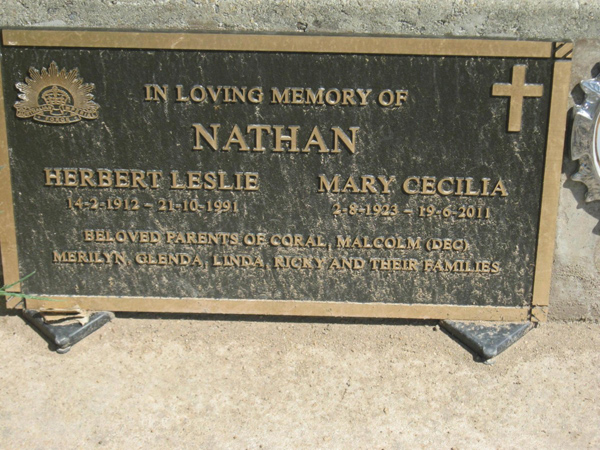 IN LOVING MEMORY OF
NATHAN
HERBERT LESLIE
14-2-1912 - 21-10-1991
MARY CECILIA
2-8-1923 - 19-6-2011
BELOVED PARENTS OF CORAL, MALCOLM (DEC)
MERILYN, GLENDA, LINDA, RICKY AND THEIR FAMILIES